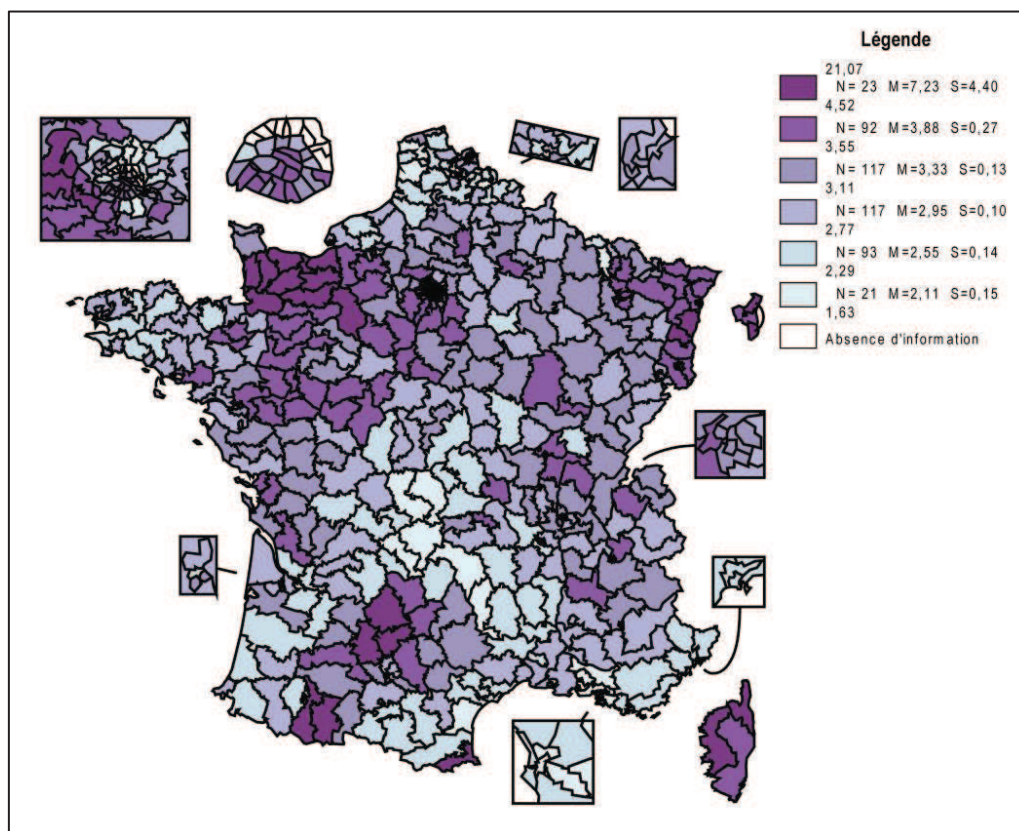 Légende
21,07
N= 23 M=7,23 S=4,40
4,52
N= 92 M=3,88 S=0,27
3,55
N= 117 M=3,33 S=0,13
3,11
N= 117 M=2,95 S=0,10
2,77
N= 93 M=2,55 S=0,14
2,29
N= 21 M=2,11 S=0,15
1,63
Absence d'information